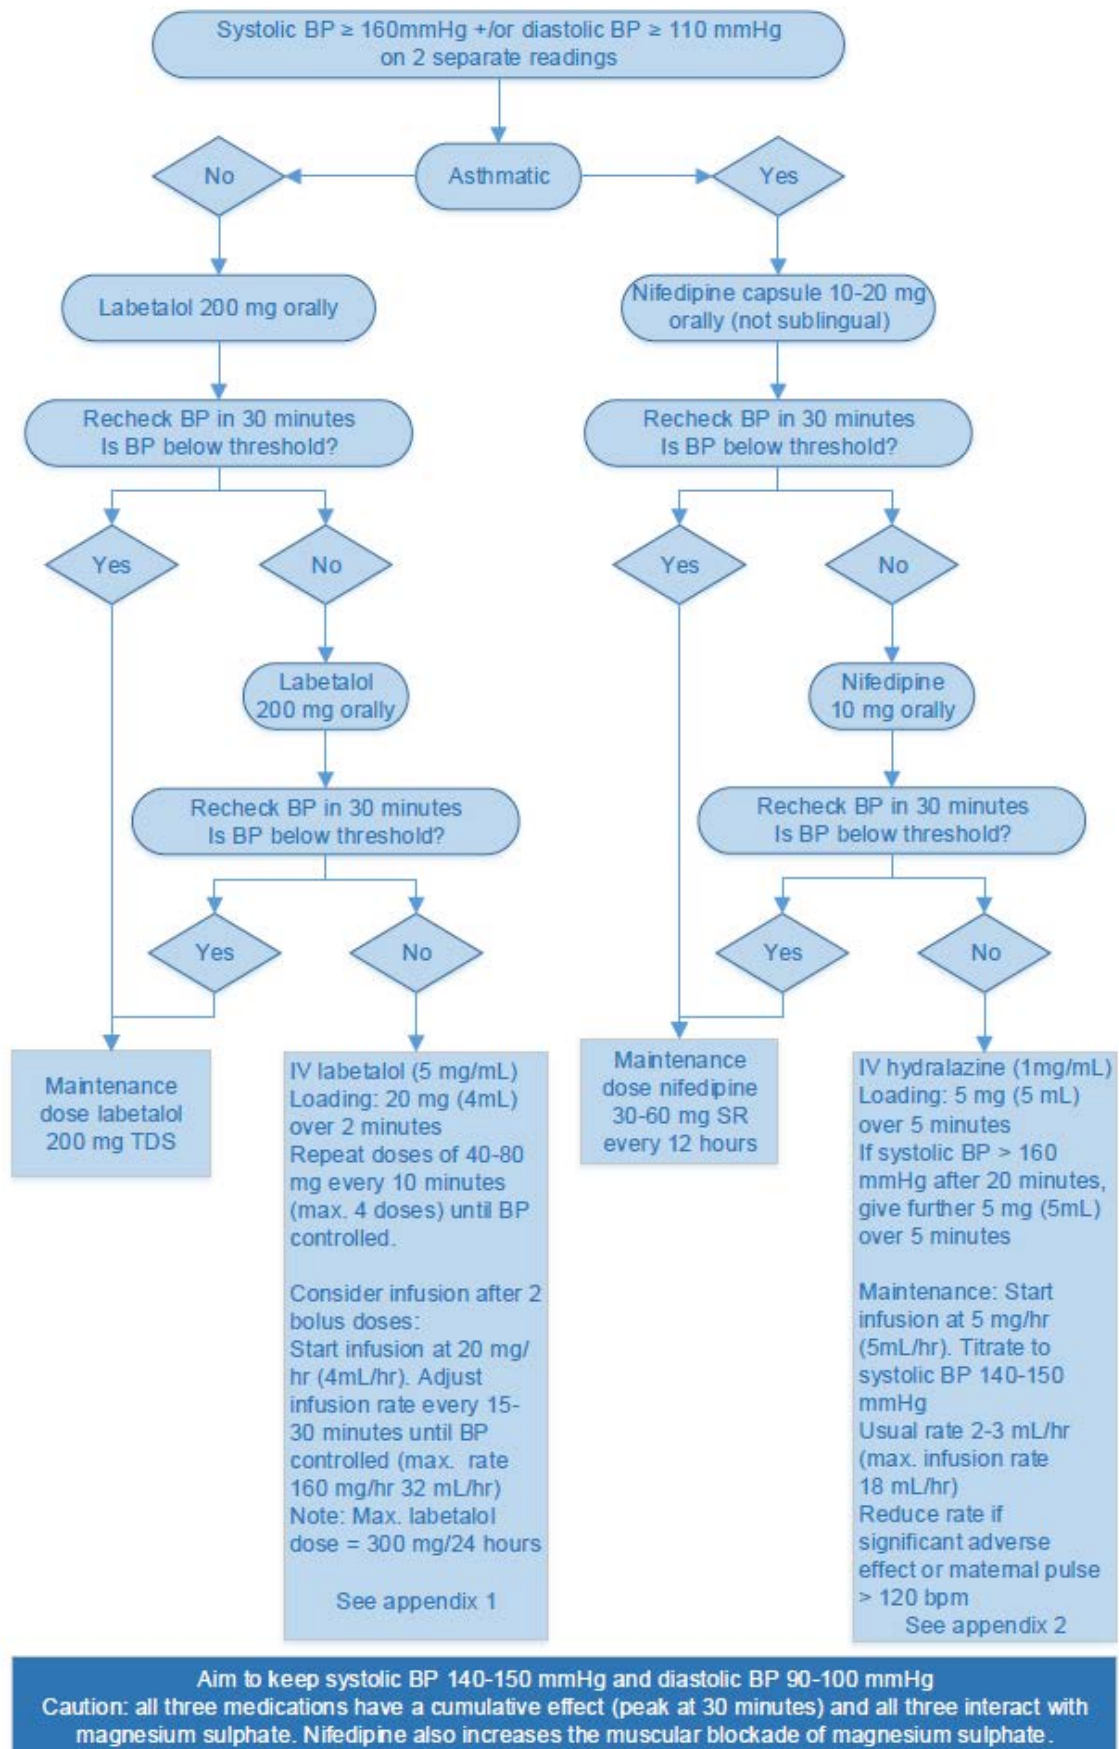 Systolic BP ≥ 160mmHg +/or diastolic BP ≥ 110 mmHg
on 2 separate readings
No
Asthmatic
Yes
Labetalol 200 mg orally
Nifedipine capsule 10-20 mg
orally (not sublingual)
Recheck BP in 30 minutes
Is BP below threshold?
Recheck BP in 30 minutes
Is BP below threshold?
Yes
No
Yes
No
Labetalol
200 mg orally
Nifedipine
10 mg orally
Recheck BP in 30 minutes
Is BP below threshold?
Recheck BP in 30 minutes
Is BP below threshold?
Yes
No
Yes
No
Maintenance
dose labetalol
200 mg TDS
IV labetalol (5 mg/mL)
Loading: 20 mg (4mL)
over 2 minutes
Repeat doses of 40-80
mg every 10 minutes
(max. 4 doses) until BP
controlled.
Consider infusion after 2
bolus doses:
Start infusion at 20 mg/
hr (4mL/hr). Adjust
infusion rate every 15-
30 minutes until BP
controlled (max. rate
160 mg/hr 32 mL/hr)
Note: Max. labetalol
dose = 300 mg/24 hours
See appendix 1
Maintenance
dose nifedipine
30-60 mg SR
every 12 hours
IV hydralazine (1mg/mL)
Loading: 5 mg (5 mL)
over 5 minutes
If systolic BP > 160
mmHg after 20 minutes,
give further 5 mg (5mL)
over 5 minutes
Maintenance: Start
infusion at 5 mg/hr
(5mL/hr). Titrate to
systolic BP 140-150
mmHg
Usual rate 2-3 mL/hr
(max. infusion rate
18 mL/hr)
Reduce rate if
significant adverse
effect or maternal pulse
> 120 bpm
See appendix 2
Aim to keep systolic BP 140-150 mmHg and diastolic BP 90-100 mmHg
Caution: all three medications have a cumulative effect (peak at 30 minutes) and all three interact with
magnesium sulphate. Nifedipine also increases the muscular blockade of magnesium sulphate.